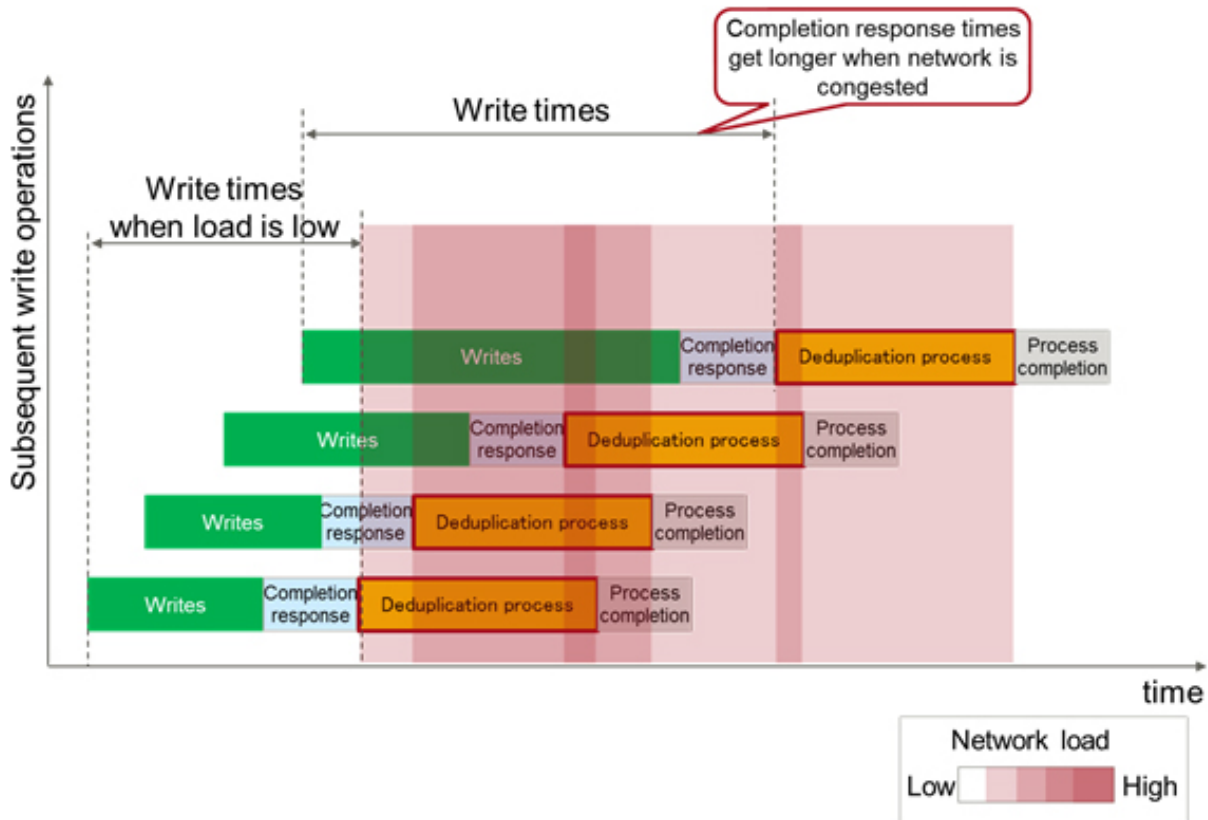 Completion response times
get longer when network is
congested
Write times
Write times
when load is low
Subsequent write operations
Writes
Completion
response
Deduplication process
Process
completion
Writes
Completion
response
Deduplication process
Process
completion
Writes
Completion
response
Deduplication process
Process
completion
Writes
Completion
response
Deduplication process
Process
completion
time
Network load
Low
High